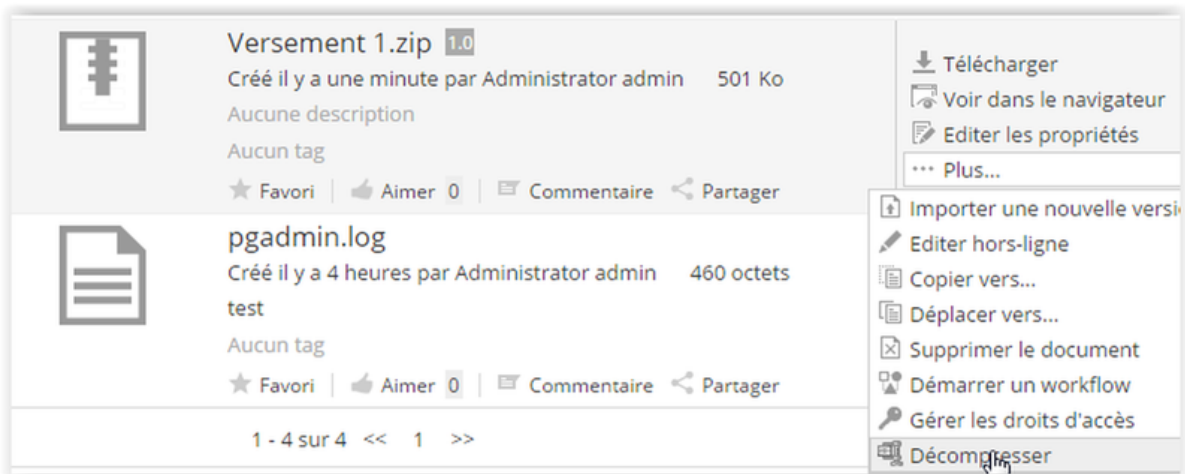 Versement 1.zip 1.0
Créé il y a une minute par Administrator admin 501 Ko
Aucune description
Aucun tag
Favori Aimer 0 Commentaire Partager
pgadmin.log
Créé il y a 4 heures par Administrator admin 460 octets
test
Aucun tag
Favori Aimer 0 Commentaire Partager
1 - 4 sur 4 << 1 >>
Télécharger
Voir dans le navigateur
Editer les propriétés
Plus...
Importer une nouvelle versi
Editer hors-ligne
Copier vers...
Déplacer vers...
Supprimer le document
Démarrer un workflow
Gérer les droits d'accès
Décompresser